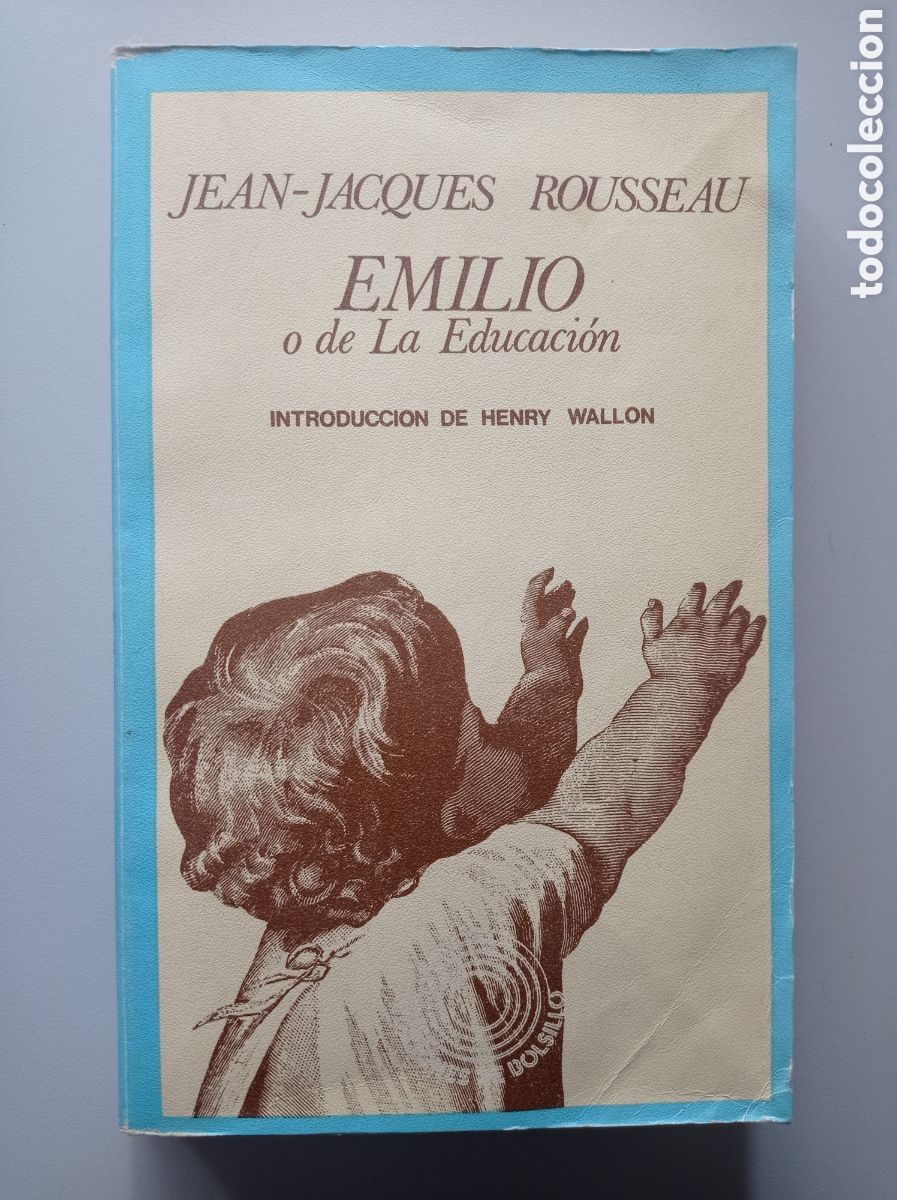 JEAN-JACQUES ROUSSEAU
EMILIO
o de La Educación
INTRODUCCION DE HENRY WALLON
BOLSILLO
todocoleccion